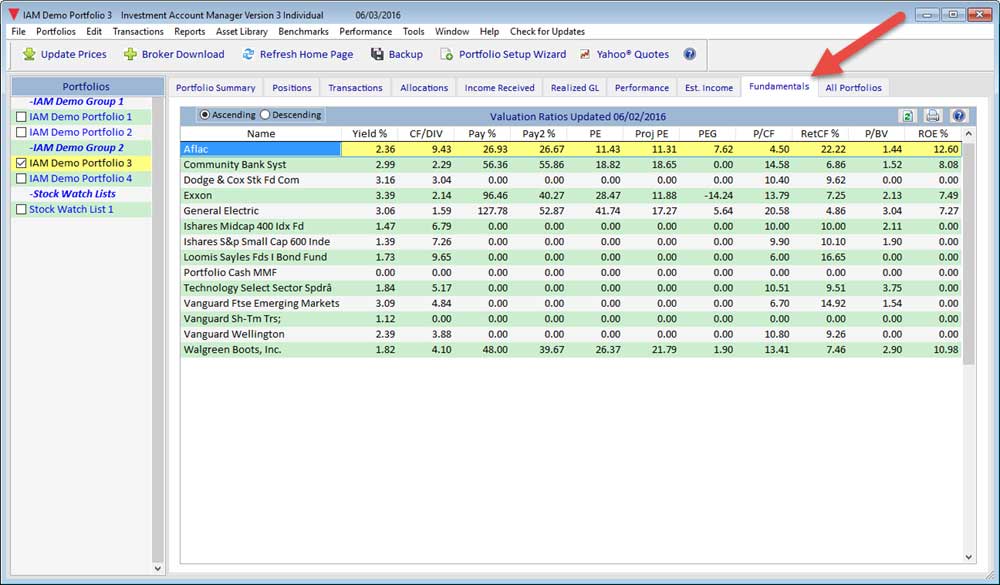 IAM Demo Portfolio 3 Investment Account Manager Version 3 Individual 06/03/2016
File Portfolios Edit Transactions Reports Asset Library Benchmarks Performance Tools Window Help Check for Updates
Update Prices Broker Download Refresh Home Page Backup Portfolio Setup Wizard Yahoo® Quotes ?
Portfolios
-IAM Demo Group 1
IAM Demo Portfolio 1
IAM Demo Portfolio 2
-IAM Demo Group 2
IAM Demo Portfolio 3
IAM Demo Portfolio 4
-Stock Watch Lists
Stock Watch List 1
Portfolio Summary Positions Transactions Allocations Income Received Realized GL Performance Est. Income Fundamentals All Portfolios
Ascending Descending Valuation Ratios Updated 06/02/2016 ?
Name Yield % CF/DIV Pay % Pay2 % PE Proj PE PEG P/CF RetCF % P/BV ROE %
Aflac 2.36 9.43 26.93 26.67 11.43 11.31 7.62 4.50 22.22 1.44 12.60
Community Bank Syst 2.99 2.29 56.36 55.86 18.82 18.65 0.00 14.58 6.86 1.52 8.08
Dodge & Cox Stk Fd Com 3.16 3.04 0.00 0.00 0.00 0.00 0.00 10.40 9.62 0.00 0.00
Exxon 3.39 2.14 96.46 40.27 28.47 11.88 -14.24 13.79 7.25 2.13 7.49
General Electric 3.06 1.59 127.78 52.87 41.74 17.27 5.64 20.58 4.86 3.04 7.27
Ishares Midcap 400 Idx Fd 1.47 6.79 0.00 0.00 0.00 0.00 0.00 10.00 10.00 2.11 0.00
Ishares S&p Small Cap 600 Inde 1.39 7.26 0.00 0.00 0.00 0.00 0.00 9.90 10.10 1.90 0.00
Loomis Sayles Fds I Bond Fund 1.73 9.65 0.00 0.00 0.00 0.00 0.00 6.00 16.65 0.00 0.00
Portfolio Cash MMF 0.00 0.00 0.00 0.00 0.00 0.00 0.00 0.00 0.00 0.00 0.00
Technology Select Sector Spdrâ 1.84 5.17 0.00 0.00 0.00 0.00 0.00 10.51 9.51 3.75 0.00
Vanguard Ftse Emerging Markets 3.09 4.84 0.00 0.00 0.00 0.00 0.00 6.70 14.92 1.54 0.00
Vanguard Sh-Tm Trs; 1.12 0.00 0.00 0.00 0.00 0.00 0.00 0.00 0.00 0.00 0.00
Vanguard Wellington 2.39 3.88 0.00 0.00 0.00 0.00 0.00 10.80 9.26 0.00 0.00
Walgreen Boots, Inc. 1.82 4.10 48.00 39.67 26.37 21.79 1.90 13.41 7.46 2.90 10.98